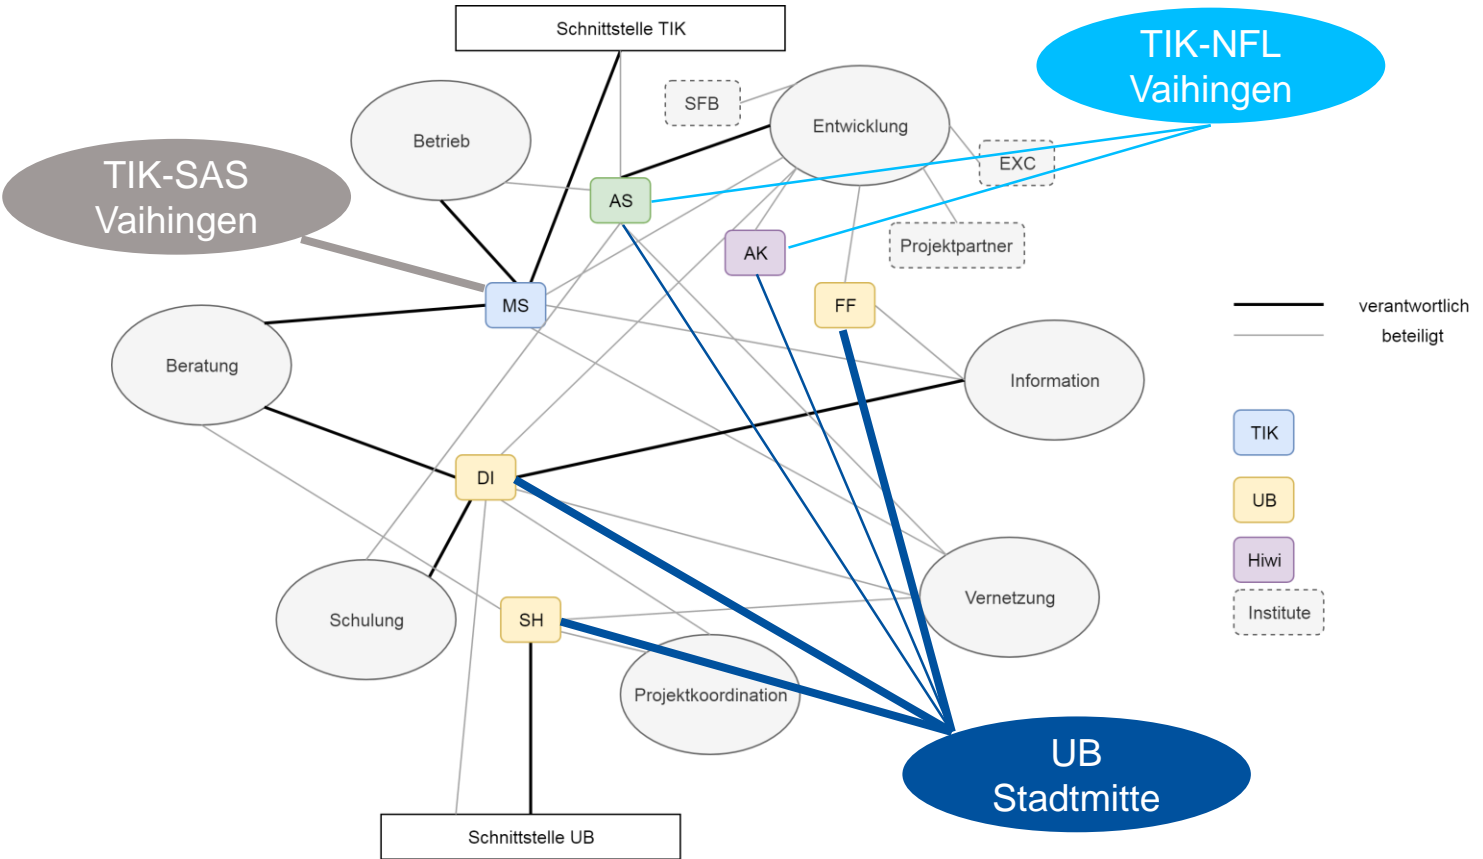 Schnittstelle TIK
TIK-NFL
Vaihingen
SFB
Entwicklung
Betrieb
EXC
TIK-SAS
Vaihingen
AS
Projektpartner
AK
MS
FF
verantwortlich
beteiligt
Beratung
Information
TIK
DI
UB
Hiwi
Vernetzung
Institute
Schulung
SH
Projektkoordination
UB
Stadtmitte
Schnittstelle UB